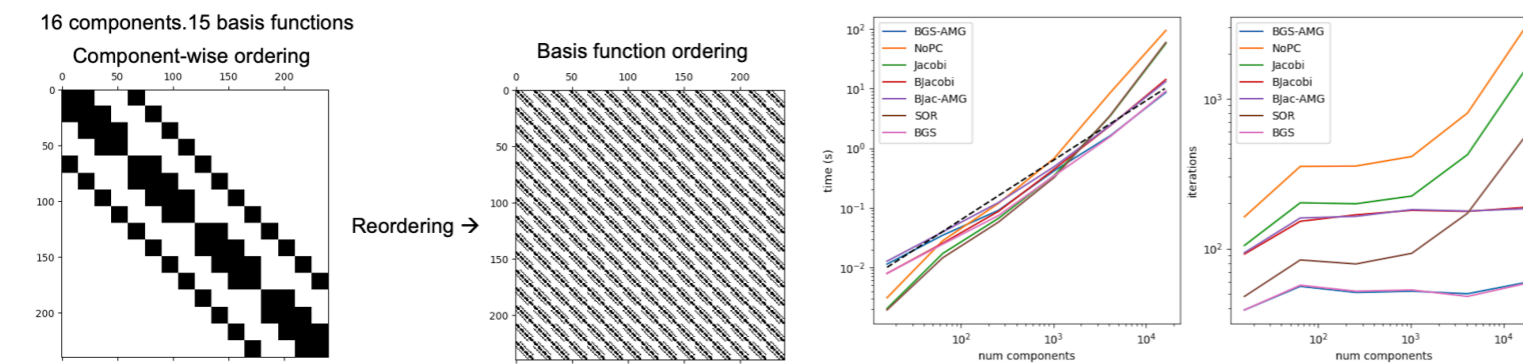 16 components.15 basis functions
Component-wise ordering
0 50 100 150 200
0
50
100
150
200
Reordering →
Basis function ordering
0 50 100 150 200
0
50
100
150
200
10²
10¹
10⁰
10⁻¹
10⁻²
time (s)
BGS-AMG
NoPC
Jacobi
BJacobi
BJac-AMG
SOR
BGS
10² 10³ 10⁴
num components
10³
10²
iterations
BGS-AMG
NoPC
Jacobi
BJacobi
BJac-AMG
SOR
BGS
10² 10³ 10⁴
num components